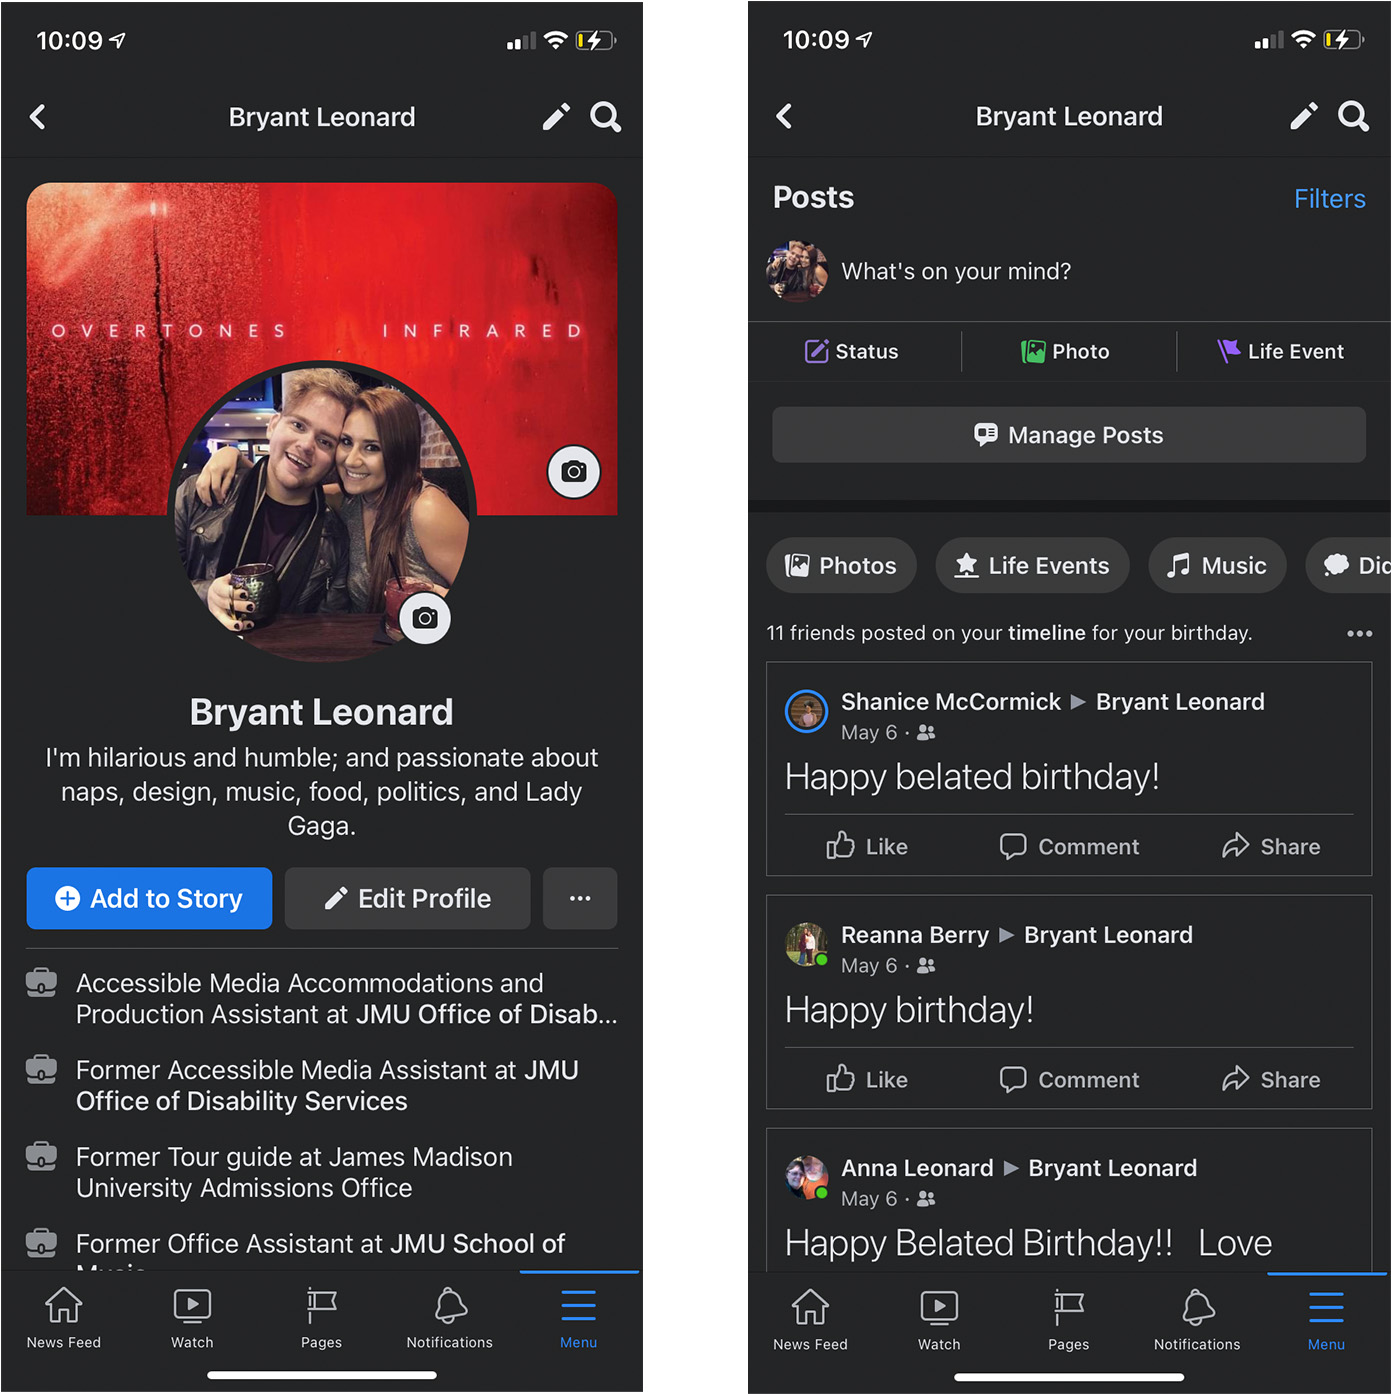 10:09
Bryant Leonard
OVERTONES INFRARED
Bryant Leonard
I'm hilarious and humble; and passionate about
naps, design, music, food, politics, and Lady
Gaga.
Add to Story
Edit Profile
...
Accessible Media Accommodations and
Production Assistant at JMU Office of Disab...
Former Accessible Media Assistant at JMU
Office of Disability Services
Former Tour guide at James Madison
University Admissions Office
Former Office Assistant at JMU School of
News Feed
Watch
Pages
Notifications
Menu
10:09
Bryant Leonard
Posts
Filters
What's on your mind?
Status
Photo
Life Event
Manage Posts
Photos
Life Events
Music
11 friends posted on your timeline for your birthday.
...
Shanice McCormick ▶ Bryant Leonard
May 6 ·
Happy belated birthday!
Like
Comment
Share
Reanna Berry ▶ Bryant Leonard
May 6 ·
Happy birthday!
Like
Comment
Share
Anna Leonard ▶ Bryant Leonard
May 6 ·
Happy Belated Birthday!! Love
News Feed
Watch
Pages
Notifications
Menu